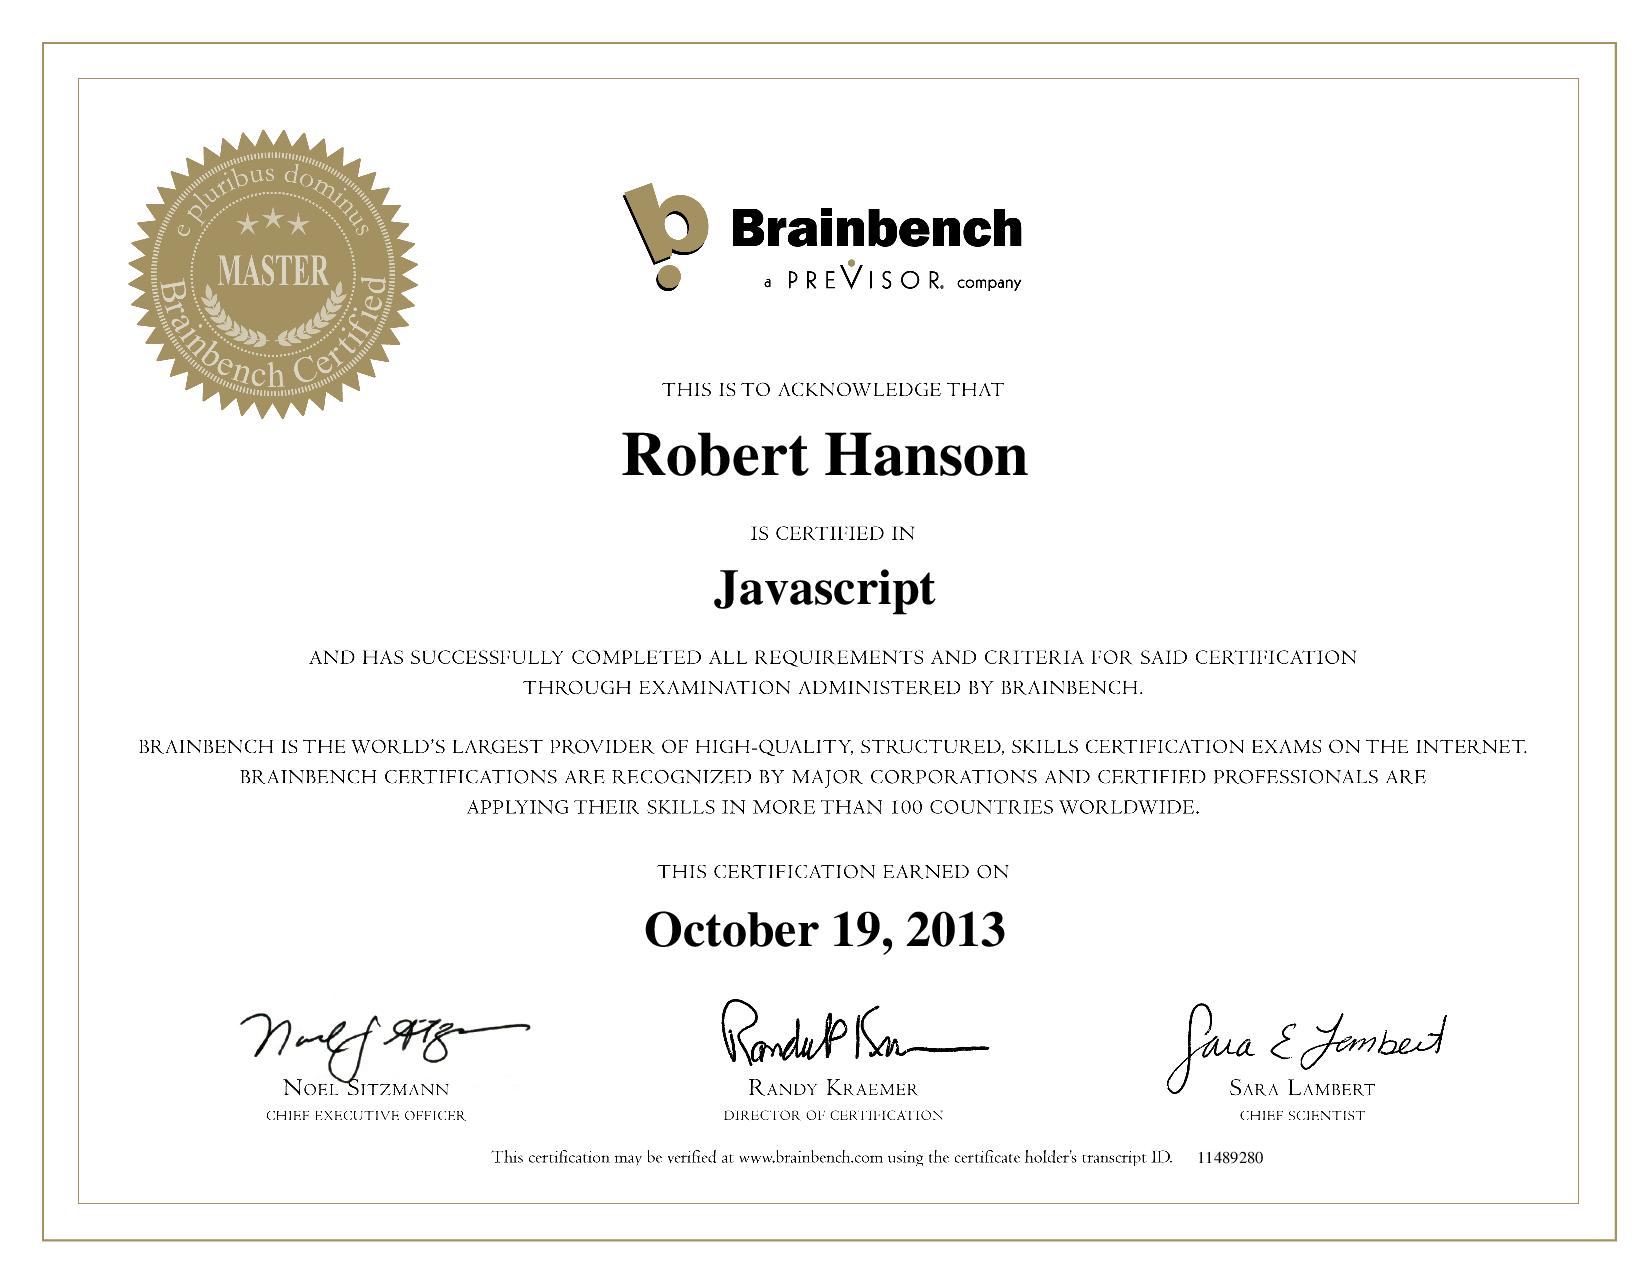 e pluribus dominus
MASTER
Brainbench Certified
Brainbench
a PREVISOR® company
THIS IS TO ACKNOWLEDGE THAT
Robert Hanson
IS CERTIFIED IN
Javascript
AND HAS SUCCESSFULLY COMPLETED ALL REQUIREMENTS AND CRITERIA FOR SAID CERTIFICATION
THROUGH EXAMINATION ADMINISTERED BY BRAINBENCH.
BRAINBENCH IS THE WORLD'S LARGEST PROVIDER OF HIGH-QUALITY, STRUCTURED, SKILLS CERTIFICATION EXAMS ON THE INTERNET.
BRAINBENCH CERTIFICATIONS ARE RECOGNIZED BY MAJOR CORPORATIONS AND CERTIFIED PROFESSIONALS ARE
APPLYING THEIR SKILLS IN MORE THAN 100 COUNTRIES WORLDWIDE.
THIS CERTIFICATION EARNED ON
October 19, 2013
Sara E Lambert
NOEL SITZMANN
RANDY KRAEMER
SARA LAMBERT
CHIEF EXECUTIVE OFFICER
DIRECTOR OF CERTIFICATION
CHIEF SCIENTIST
This certification may be verified at www.brainbench.com using the certificate holder's transcript ID. 11489280